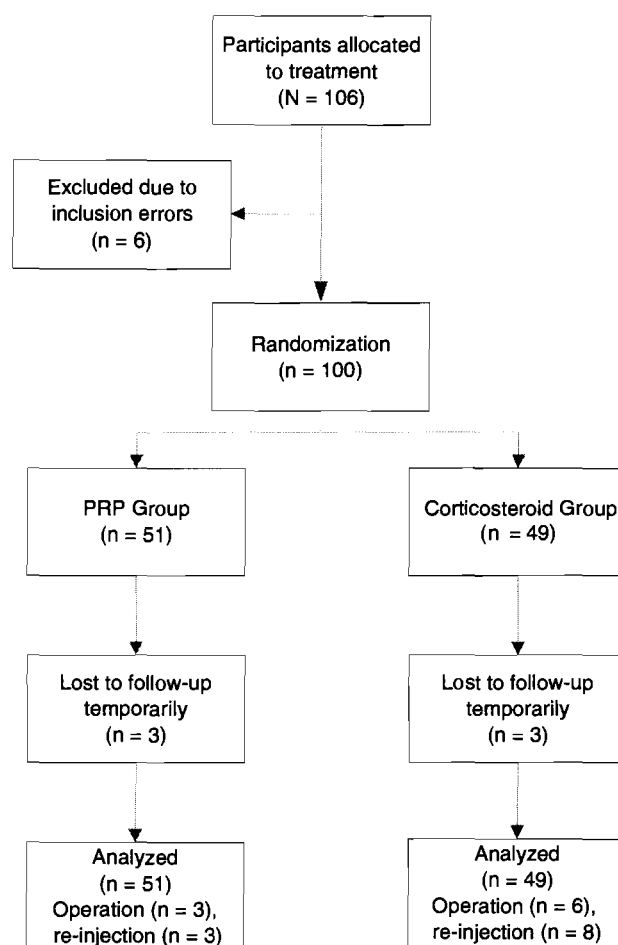 Participants allocated
to treatment
(N = 106)
Excluded due to
inclusion errors
(n = 6)
Randomization
(n = 100)
PRP Group
(n = 51)
Corticosteroid Group
(n = 49)
Lost to follow-up
temporarily
(n = 3)
Lost to follow-up
temporarily
(n = 3)
Analyzed
(n = 51)
Operation (n = 3),
re-injection (n = 3)
Analyzed
(n = 49)
Operation (n = 6),
re-injection (n = 8)